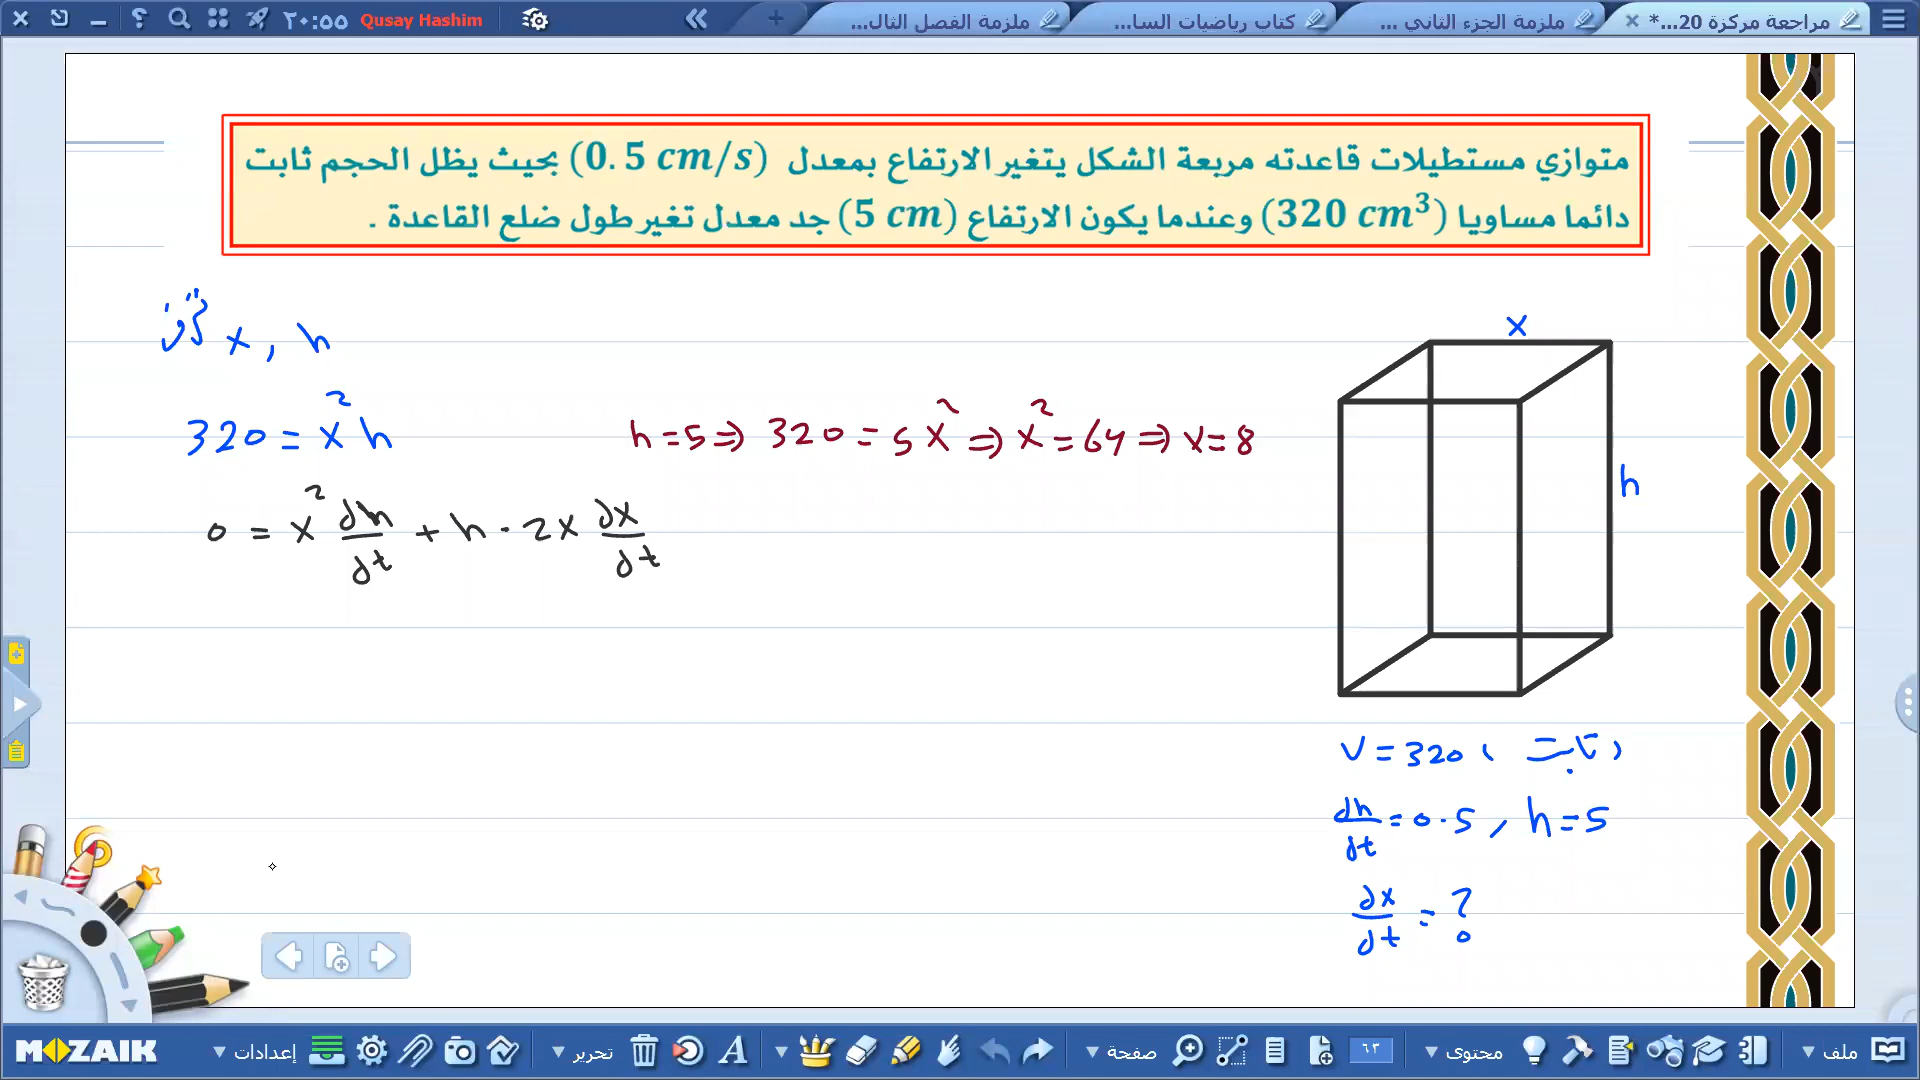 ٢٠:٥٥ Qusay Hashim
ملزمة الفصل الثال...
كتاب رياضيات السا...
ملزمة الجزء الثاني ...
مراجعة مركزة 20...*
متوازي مستطيلات قاعدته مربعة الشكل يتغير الارتفاع بمعدل (0.5 cm/s) بحيث يظل الحجم ثابت
دائما مساويا (320 cm³) وعندما يكون الارتفاع (5 cm) جد معدل تغير طول ضلع القاعدة .
x , h
320 = x² h
h = 5 ⇒ 320 = 5x² ⇒ x² = 64 ⇒ x = 8
0 = x² dh/dt + h · 2x dx/dt
x
h
V = 320 ، ثابت
dh/dt = 0.5 , h = 5
dx/dt = ?
MOZAIK
إعدادات
تحرير
A
صفحة
٦٣
محتوى
ملف